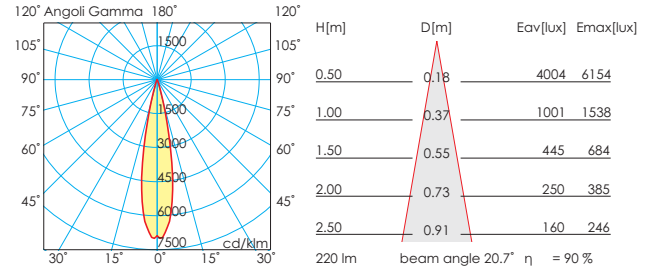 120° Angoli Gamma 180° 120°
105° 1500 105°
90° 90°
75° 1500 75°
60° 3000 60°
4500
45° 6000 45°
7500 cd/klm
30° 15° 0° 15° 30°
H[m] D[m] Eav[lux] Emax[lux]
0.50 0.18 4004 6154
1.00 0.37 1001 1538
1.50 0.55 445 684
2.00 0.73 250 385
2.50 0.91 160 246
220 lm beam angle 20.7° η = 90 %